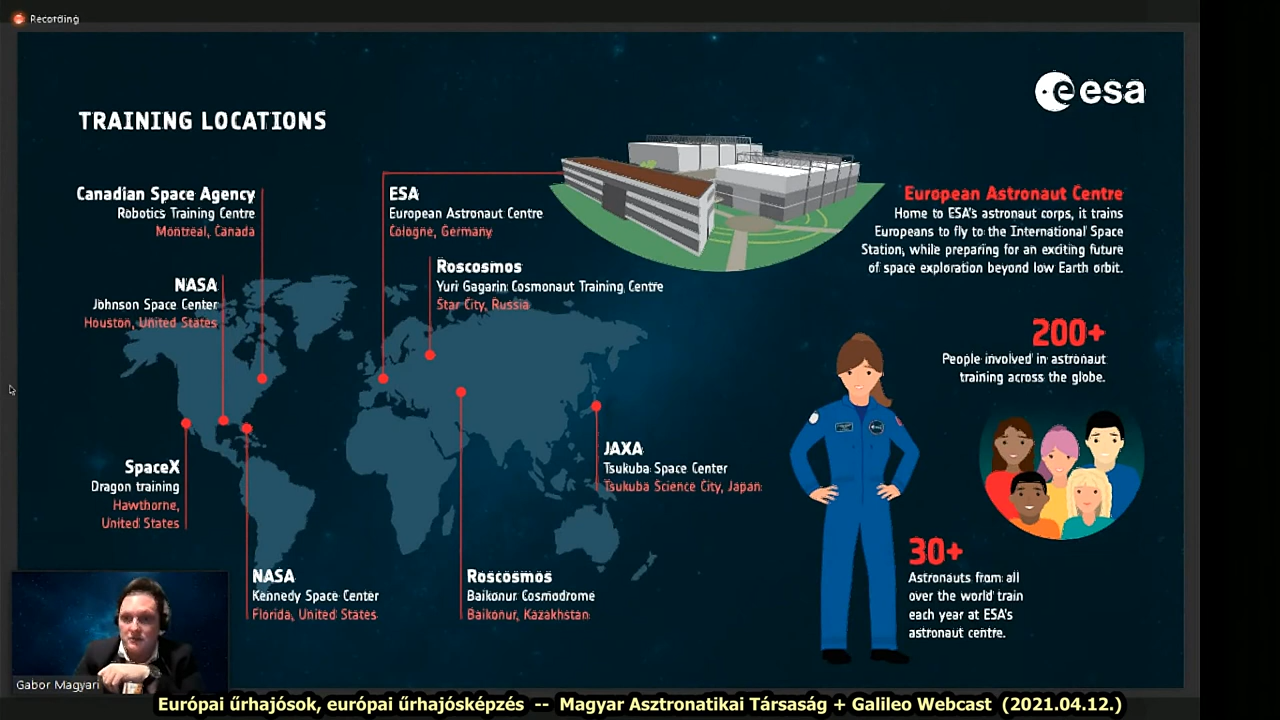 Recording
esa
TRAINING LOCATIONS
Canadian Space Agency
Robotics Training Centre
Montreal, Canada
ESA
European Astronaut Centre
Cologne, Germany
European Astronaut Centre
Home to ESA's astronaut corps, it trains
Europeans to fly to the International Space
Station, while preparing for an exciting future
of space exploration beyond low Earth orbit.
Roscosmos
Yuri Gagarin Cosmonaut Training Centre
Star City, Russia
NASA
Johnson Space Center
Houston, United States
200+
People involved in astronaut
training across the globe.
JAXA
Tsukuba Space Center
Tsukuba Science City, Japan
SpaceX
Dragon training
Hawthorne,
United States
30+
Astronauts from all
over the world train
each year at ESA's
astronaut centre.
NASA
Kennedy Space Center
Florida, United States
Roscosmos
Baikonur Cosmodrome
Baikonur, Kazakhstan
Gabor Magyari
Európai űrhajósok, európai űrhajósképzés -- Magyar Asztronatikai Társaság + Galileo Webcast (2021.04.12.)